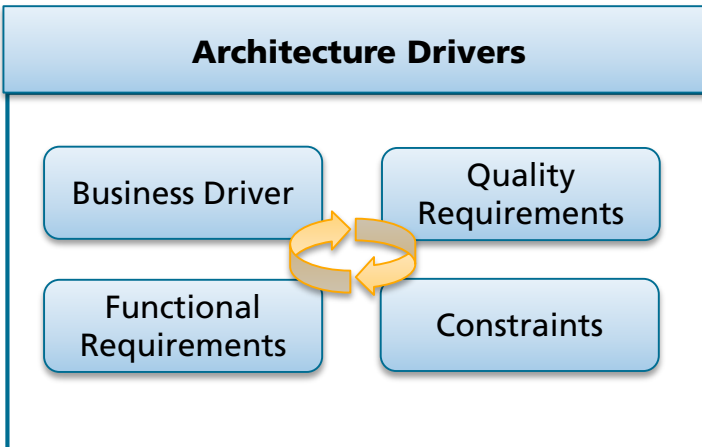 Architecture Drivers
Business Driver
Quality
Requirements
Functional
Requirements
Constraints